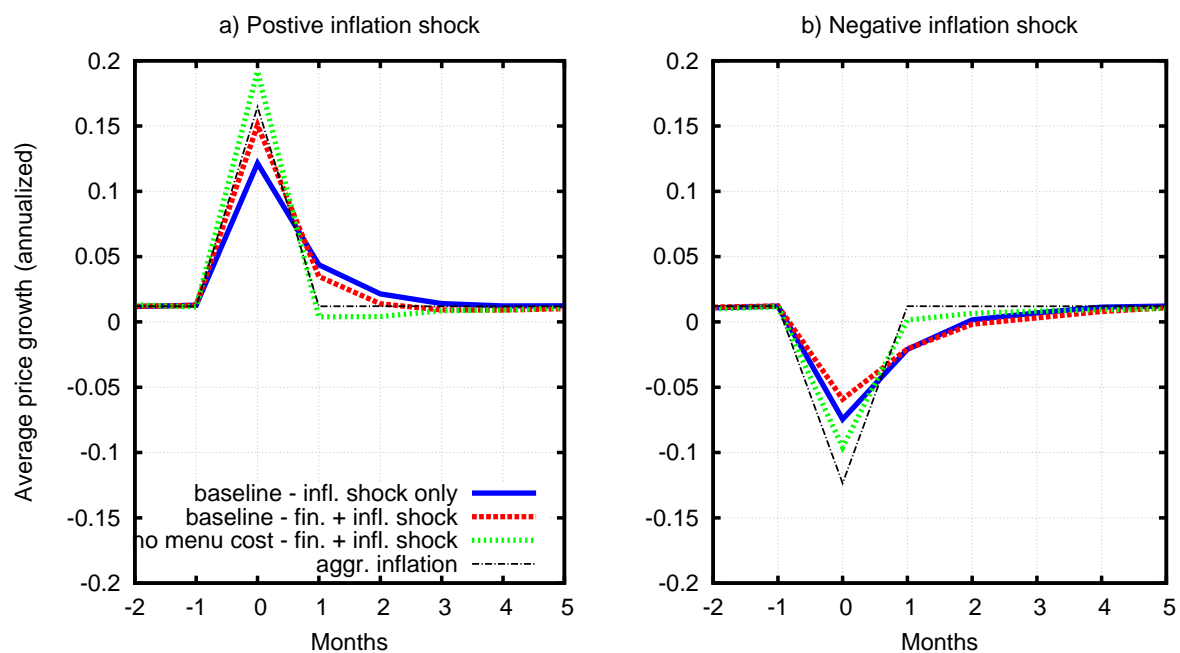 a) Postive inflation shock
b) Negative inflation shock
Average price growth (annualized)
0.2
0.15
0.1
0.05
0
-0.05
-0.1
-0.15
-0.2
-2 -1 0 1 2 3 4 5
Months
baseline - infl. shock only
baseline - fin. + infl. shock
no menu cost - fin. + infl. shock
aggr. inflation
0.2
0.15
0.1
0.05
0
-0.05
-0.1
-0.15
-0.2
-2 -1 0 1 2 3 4 5
Months